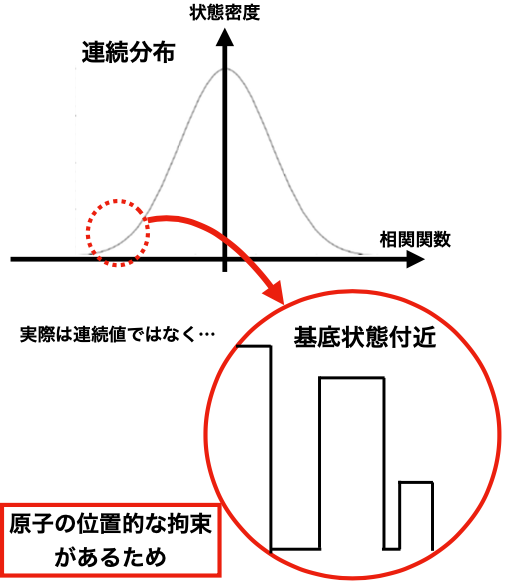 状態密度
連続分布
相関関数
実際は連続値ではなく…
基底状態付近
原子の位置的な拘束
があるため